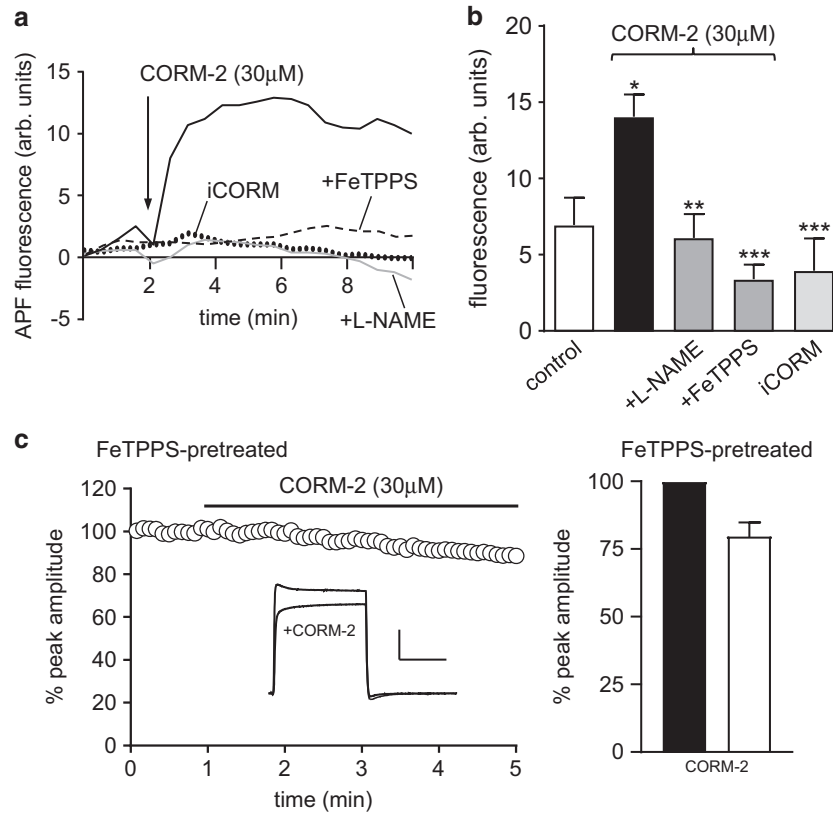 a
CORM-2 (30μM)
15
10
5
0
-5
APF fluorescence (arb. units)
iCORM
+FeTPPS
2
4
6
8
time (min)
+L-NAME
b
CORM-2 (30μM)
20
15
10
5
0
fluorescence (arb. units)
*
**
***
***
control
+L-NAME
+FeTPPS
iCORM
c
FeTPPS-pretreated
CORM-2 (30μM)
120
100
80
60
40
20
0
% peak amplitude
+CORM-2
0
1
2
3
4
5
time (min)
FeTPPS-pretreated
100
75
50
25
0
% peak amplitude
CORM-2